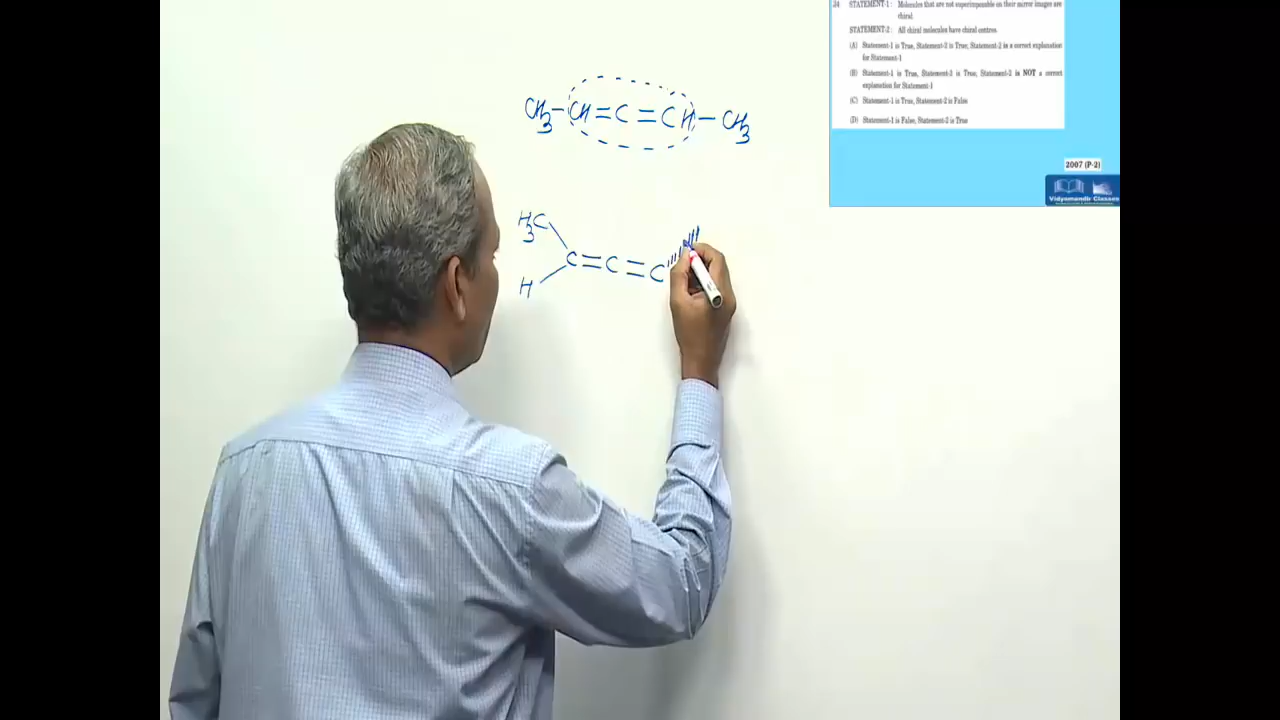 34 STATEMENT-1: Molecules that are not superimposable on their mirror images are
chiral
STATEMENT-2: All chiral molecules have chiral centres.
(A) Statement-1 is True, Statement-2 is True; Statement-2 is a correct explanation
for Statement-1
(B) Statement-1 is True, Statement-2 is True; Statement-2 is NOT a correct
explanation for Statement-1
(C) Statement-1 is True, Statement-2 is False
(D) Statement-1 is False, Statement-2 is True
2007 (P-2)
Vidyamandir Classes
CH3-CH=C=CH-CH3
H3C
C=C=C
H